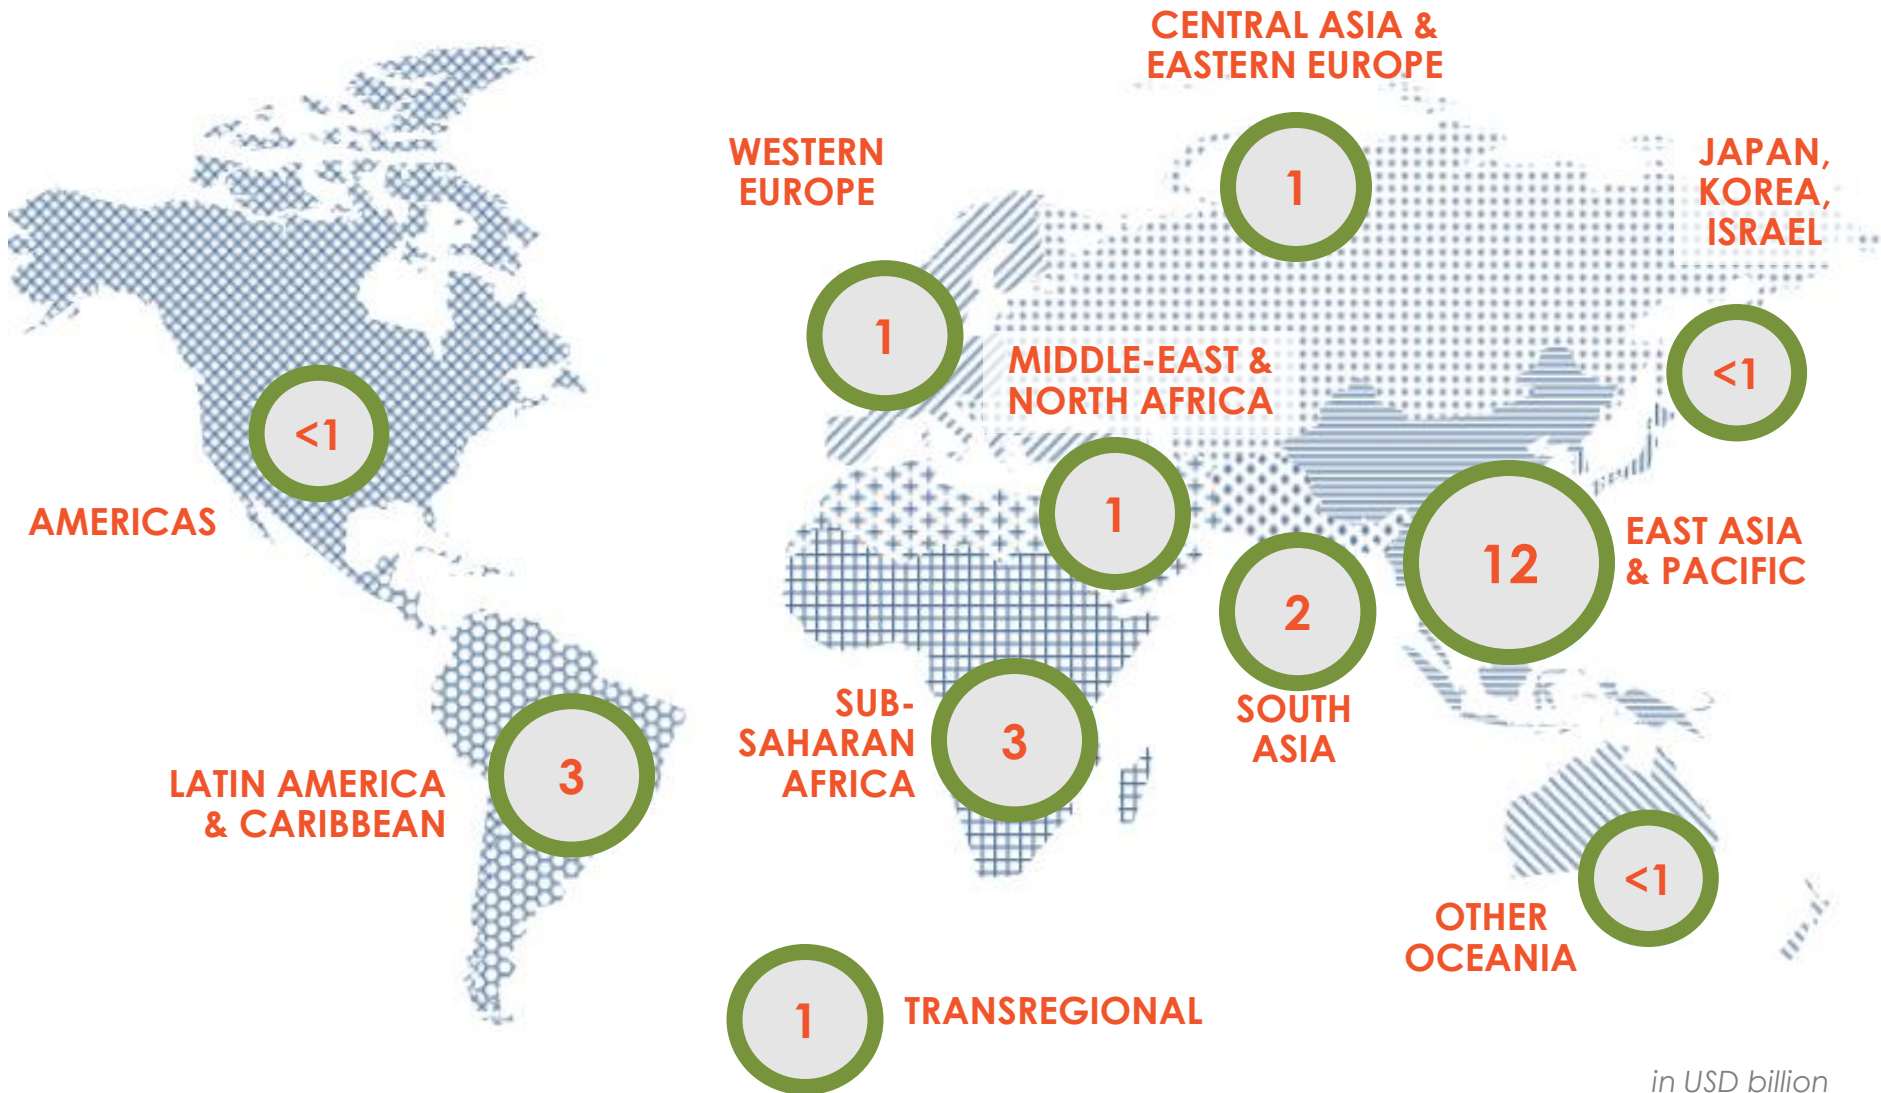 CENTRAL ASIA &
EASTERN EUROPE
1
WESTERN
EUROPE
1
JAPAN,
KOREA,
ISRAEL
<1
MIDDLE-EAST &
NORTH AFRICA
1
<1
AMERICAS
12
EAST ASIA
& PACIFIC
2
SOUTH
ASIA
SUB-
SAHARAN
AFRICA
3
3
LATIN AMERICA
& CARIBBEAN
<1
OTHER
OCEANIA
1
TRANSREGIONAL
in USD billion